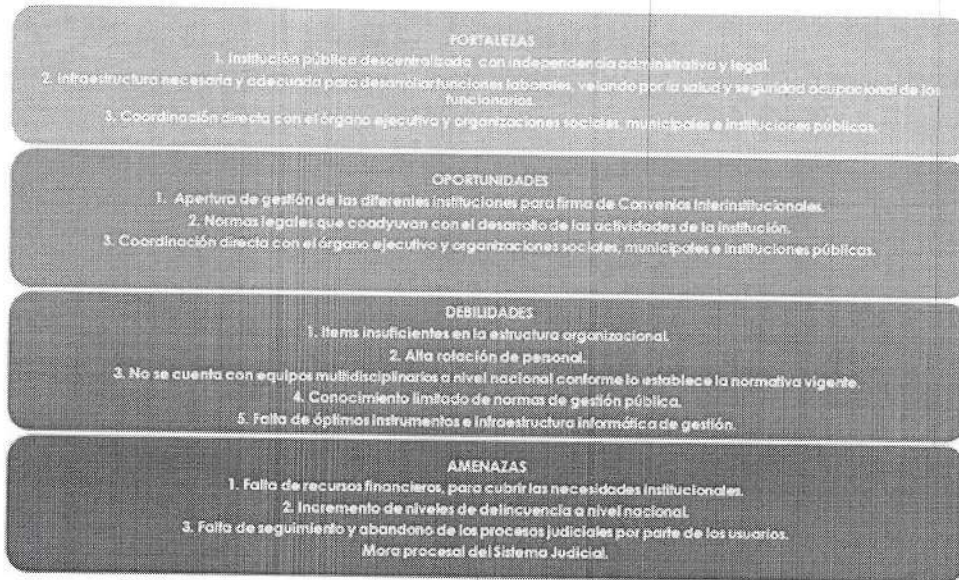 FORTALEZAS
1. Institución pública descentralizada con independencia administrativa y legal.
2. Infraestructura necesaria y adecuada para desarrollar funciones laborales, velando por la salud y seguridad ocupacional de los
funcionarios.
3. Coordinación directa con el órgano ejecutivo y organizaciones sociales, municipales e instituciones públicas.
OPORTUNIDADES
1. Apertura de gestión de las diferentes instituciones para firma de Convenios Interinstitucionales.
2. Normas legales que coadyuvan con el desarrollo de las actividades de la institución.
3. Coordinación directa con el órgano ejecutivo y organizaciones sociales, municipales e instituciones públicas.
DEBILIDADES
1. Items insuficientes en la estructura organizacional.
2. Alta rotación de personal.
3. No se cuenta con equipos multidisciplinarios a nivel nacional conforme lo establece la normativa vigente.
4. Conocimiento limitado de normas de gestión pública.
5. Falta de óptimos instrumentos e infraestructura informática de gestión.
AMENAZAS
1. Falta de recursos financieros, para cubrir las necesidades institucionales.
2. Incremento de niveles de delincuencia a nivel nacional.
3. Falta de seguimiento y abandono de los procesos judiciales por parte de los usuarios.
Mora procesal del Sistema Judicial.